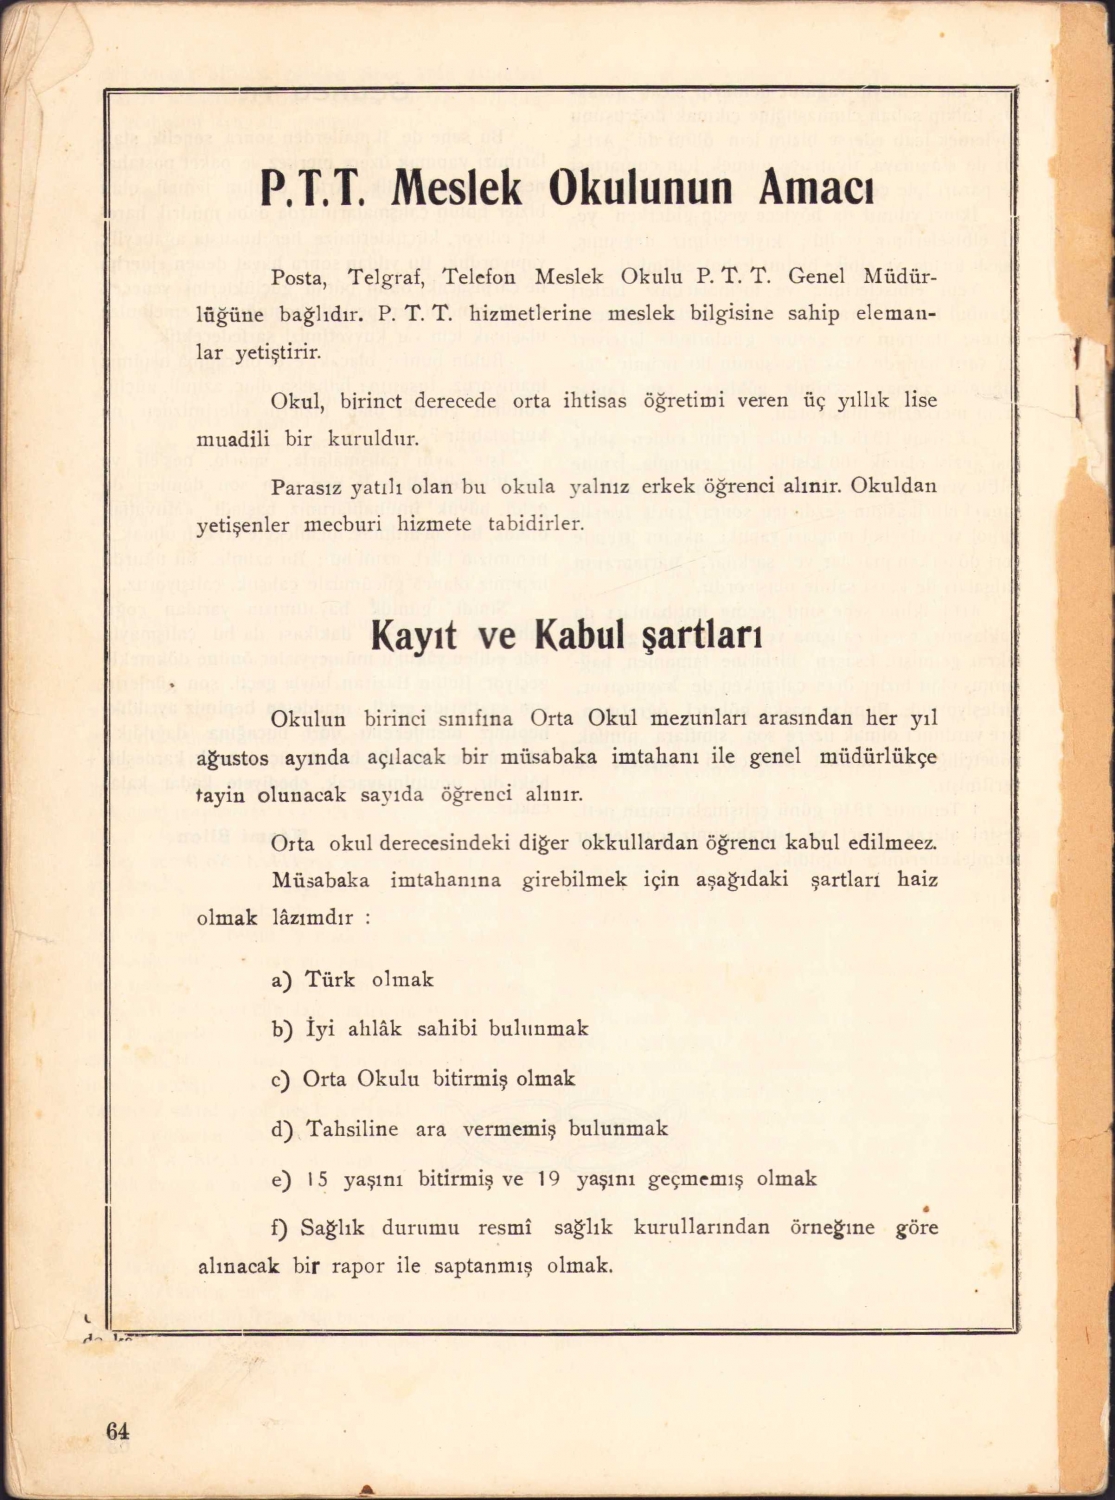 P.T.T. Meslek Okulunun Amacı
Posta, Telgraf, Telefon Meslek Okulu P. T. T. Genel Müdür-
lüğüne bağlıdır. P. T. T. hizmetlerine meslek bilgisine sahip eleman-
lar yetiştirir.
Okul, birinct derecede orta ihtisas öğretimi veren üç yıllık lise
muadili bir kuruldur.
Parasız yatılı olan bu okula yalnız erkek öğrenci alınır. Okuldan
yetişenler mecburi hizmete tabidirler.
Kayıt ve Kabul şartları
Okulun birinci sınıfına Orta Okul mezunları arasından her yıl
ağustos ayında açılacak bir müsabaka imtahanı ile genel müdürlükçe
tayin olunacak sayıda öğrenci alınır.
Orta okul derecesindeki diğer okkullardan öğrencı kabul edilmeez.
Müsabaka imtahanına girebilmek için aşağıdaki şartları haiz
olmak lâzımdır :
a) Türk olmak
b) İyi ahlâk sahibi bulunmak
c) Orta Okulu bitirmiş olmak
d) Tahsiline ara vermemiş bulunmak
e) 15 yaşını bitirmiş ve 19 yaşını geçmemış olmak
f) Sağlık durumu resmî sağlık kurullarından örneğıne göre
alınacak bir rapor ile saptanmış olmak.
64